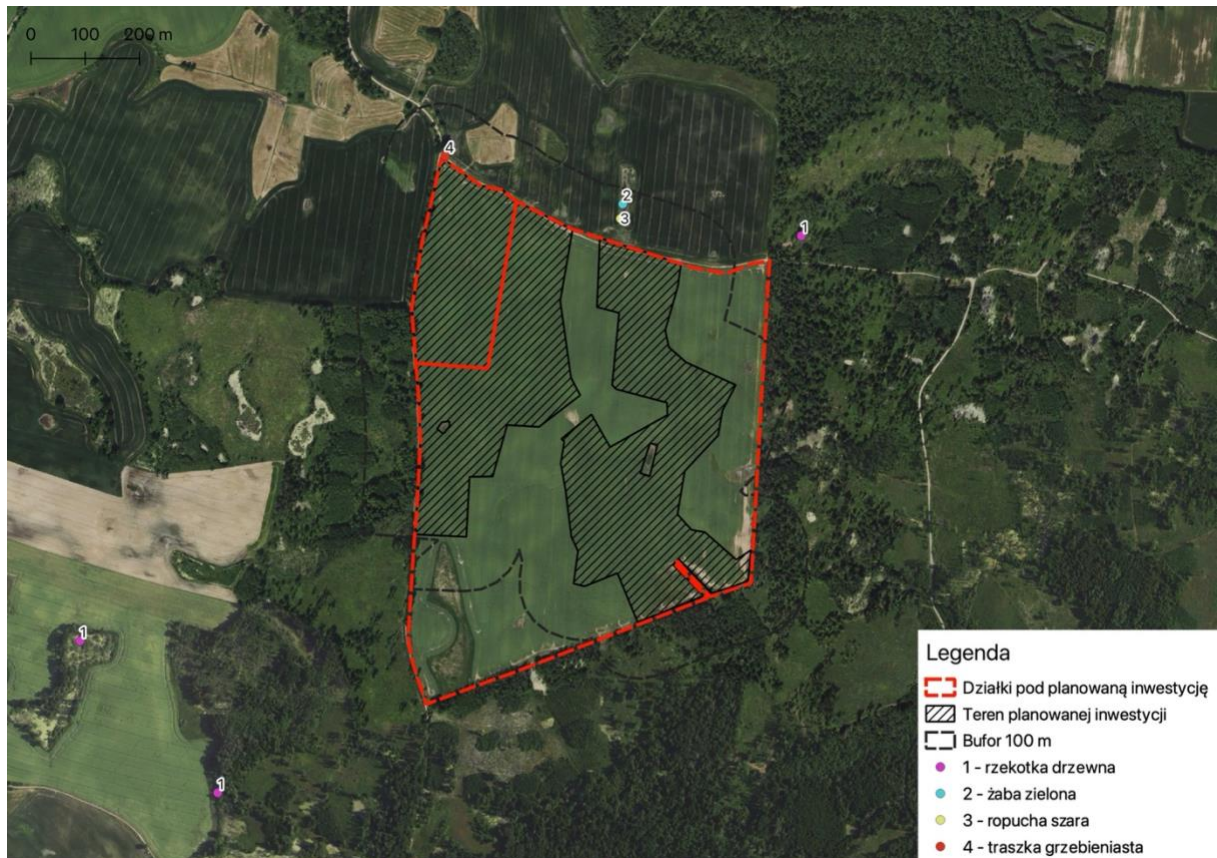 0 100 200 m
4
2
3
1
1
1
Legenda
Działki pod planowaną inwestycję
Teren planowanej inwestycji
Bufor 100 m
1 - rzekotka drzewna
2 - żaba zielona
3 - ropucha szara
4 - traszka grzebieniasta